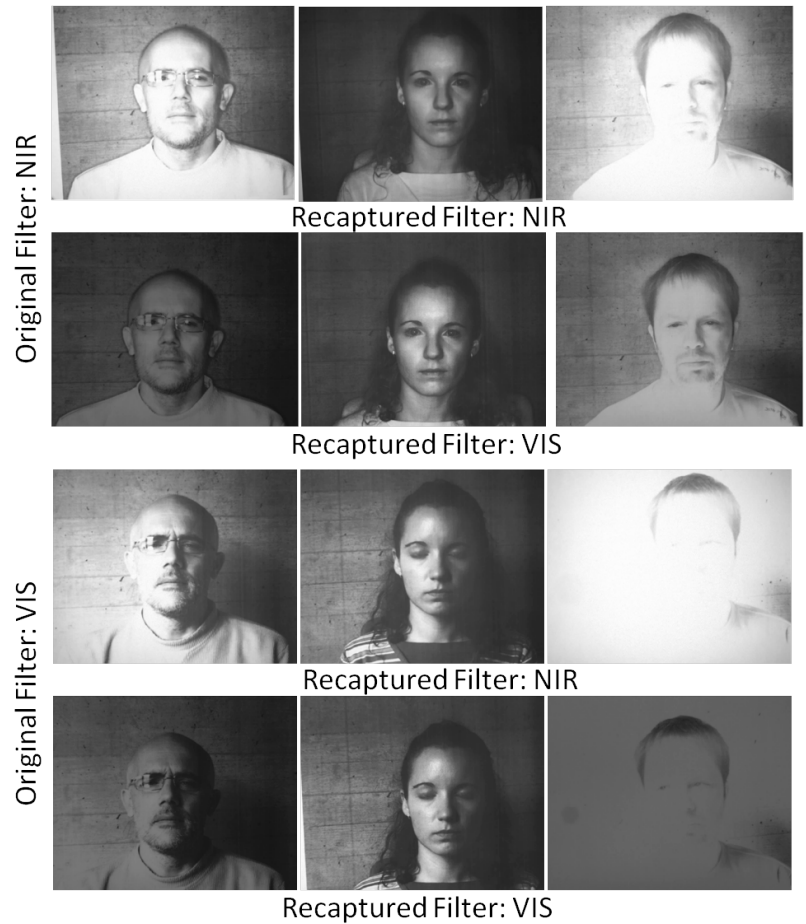 Original Filter: NIR
Recaptured Filter: NIR
Recaptured Filter: VIS
Original Filter: VIS
Recaptured Filter: NIR
Recaptured Filter: VIS